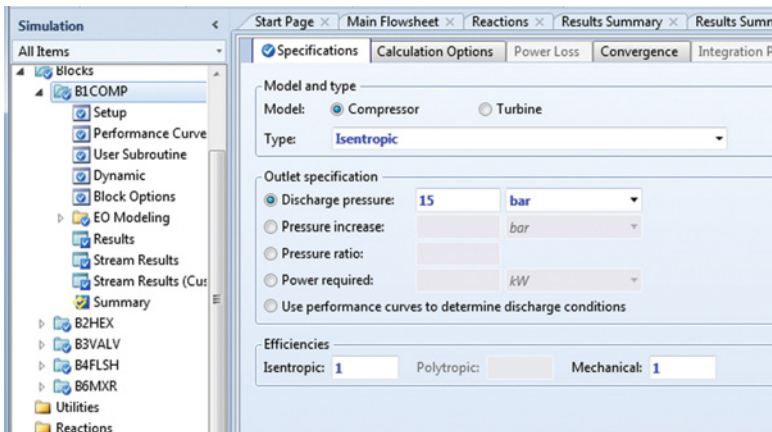 Simulation
All Items
Blocks
B1COMP
Setup
Performance Curve
User Subroutine
Dynamic
Block Options
EO Modeling
Results
Stream Results
Stream Results (Cus
Summary
B2HEX
B3VALV
B4FLSH
B6MXR
Utilities
Reactions
Start Page Main Flowsheet Reactions Results Summary Results Summ
Specifications Calculation Options Power Loss Convergence Integration P
Model and type
Model: Compressor Turbine
Type: Isentropic
Outlet specification
Discharge pressure: 15 bar
Pressure increase: bar
Pressure ratio:
Power required: kW
Use performance curves to determine discharge conditions
Efficiencies
Isentropic: 1 Polytropic: Mechanical: 1